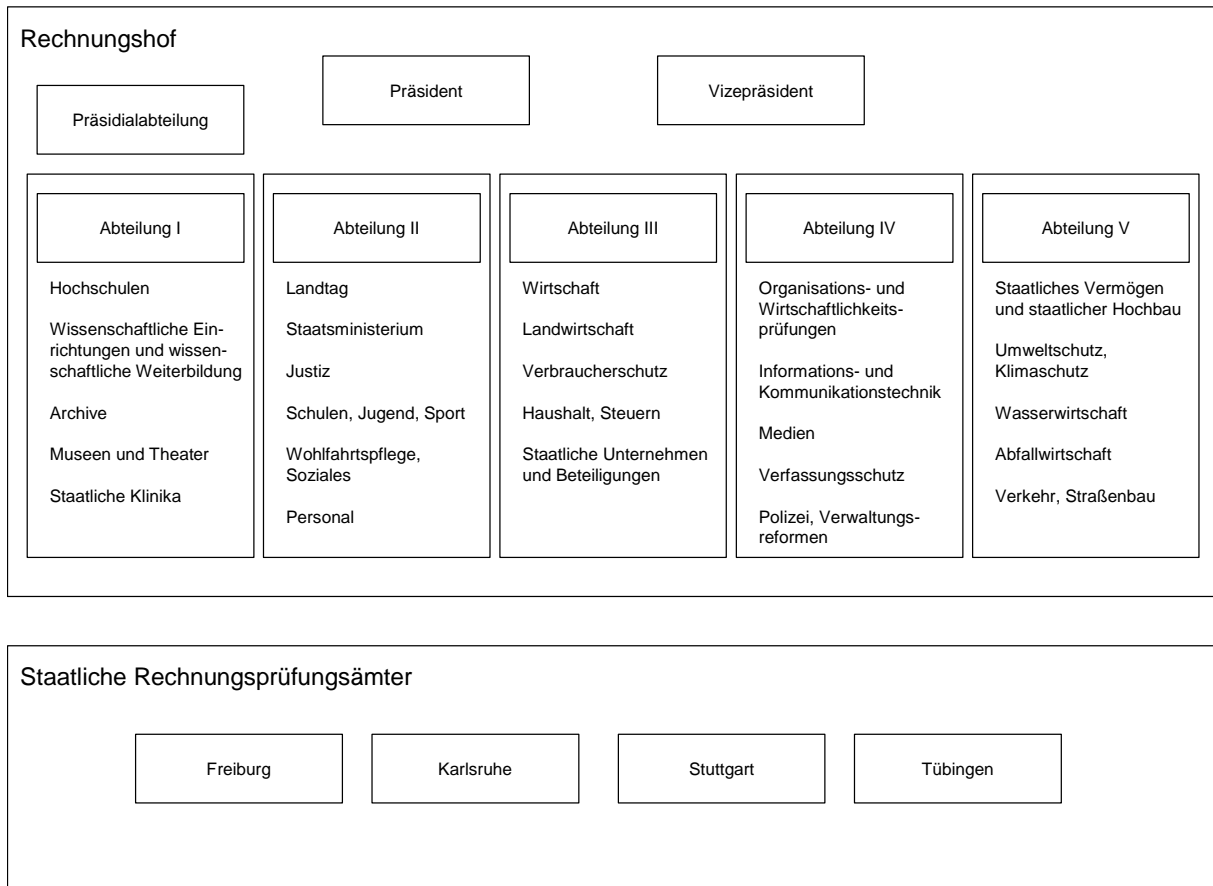 Rechnungshof
Präsident
Vizepräsident
Präsidialabteilung
Abteilung I
Hochschulen
Wissenschaftliche Ein-
richtungen und wissen-
schaftliche Weiterbildung
Archive
Museen und Theater
Staatliche Klinika
Abteilung II
Landtag
Staatsministerium
Justiz
Schulen, Jugend, Sport
Wohlfahrtspflege,
Soziales
Personal
Abteilung III
Wirtschaft
Landwirtschaft
Verbraucherschutz
Haushalt, Steuern
Staatliche Unternehmen
und Beteiligungen
Abteilung IV
Organisations- und
Wirtschaftlichkeits-
prüfungen
Informations- und
Kommunikationstechnik
Medien
Verfassungsschutz
Polizei, Verwaltungs-
reformen
Abteilung V
Staatliches Vermögen
und staatlicher Hochbau
Umweltschutz,
Klimaschutz
Wasserwirtschaft
Abfallwirtschaft
Verkehr, Straßenbau
Staatliche Rechnungsprüfungsämter
Freiburg
Karlsruhe
Stuttgart
Tübingen